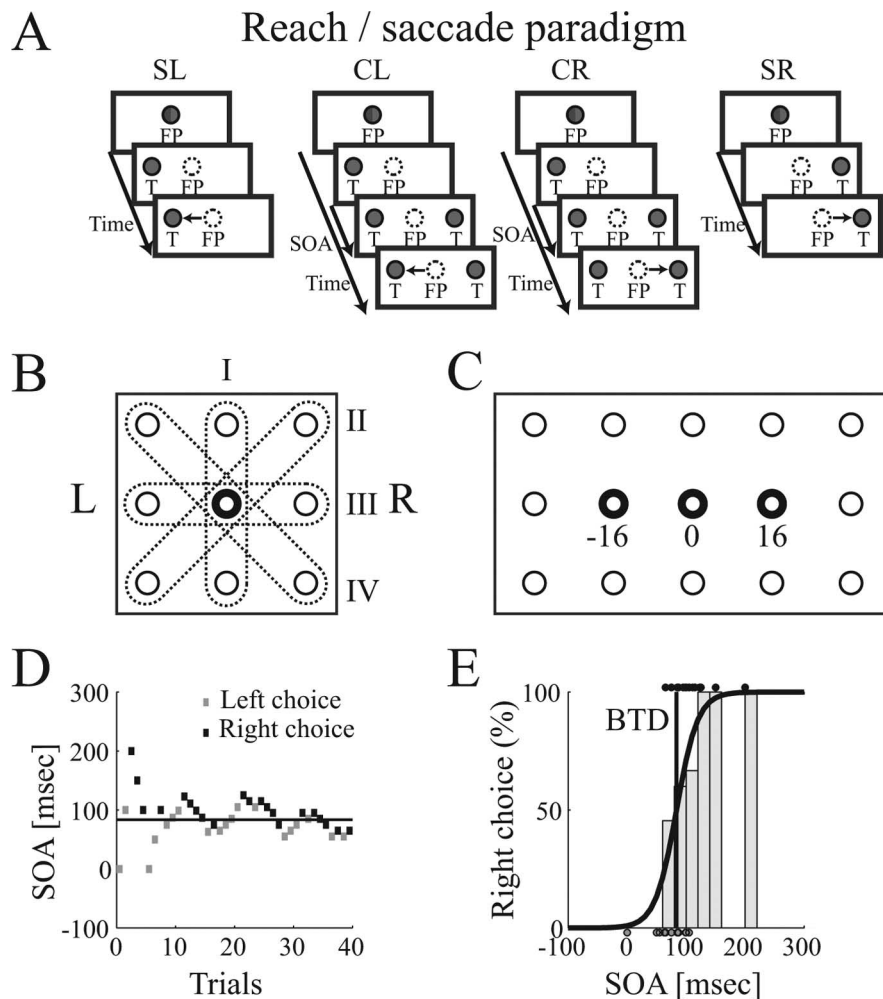 A
Reach / saccade paradigm
SL
CL
CR
SR
FP
FP
FP
FP
T FP
T FP
T FP
FP T
T FP
T FP T
T FP T
FP T
Time
SOA
SOA
Time
T FP T
T FP T
Time
Time
B
C
I
II
L
III
R
IV
-16
0
16
D
300
200
100
0
-100
SOA [msec]
Left choice
Right choice
0
10
20
30
40
Trials
E
100
50
0
Right choice (%)
BTD
-100
0
100
200
300
SOA [msec]